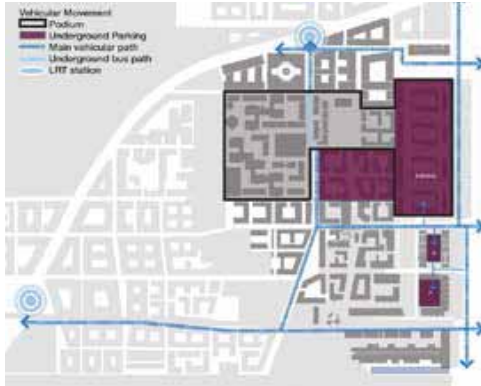 Vehicular Movement
Podium
Underground Parking
Main vehicular path
Underground bus path
LRT station